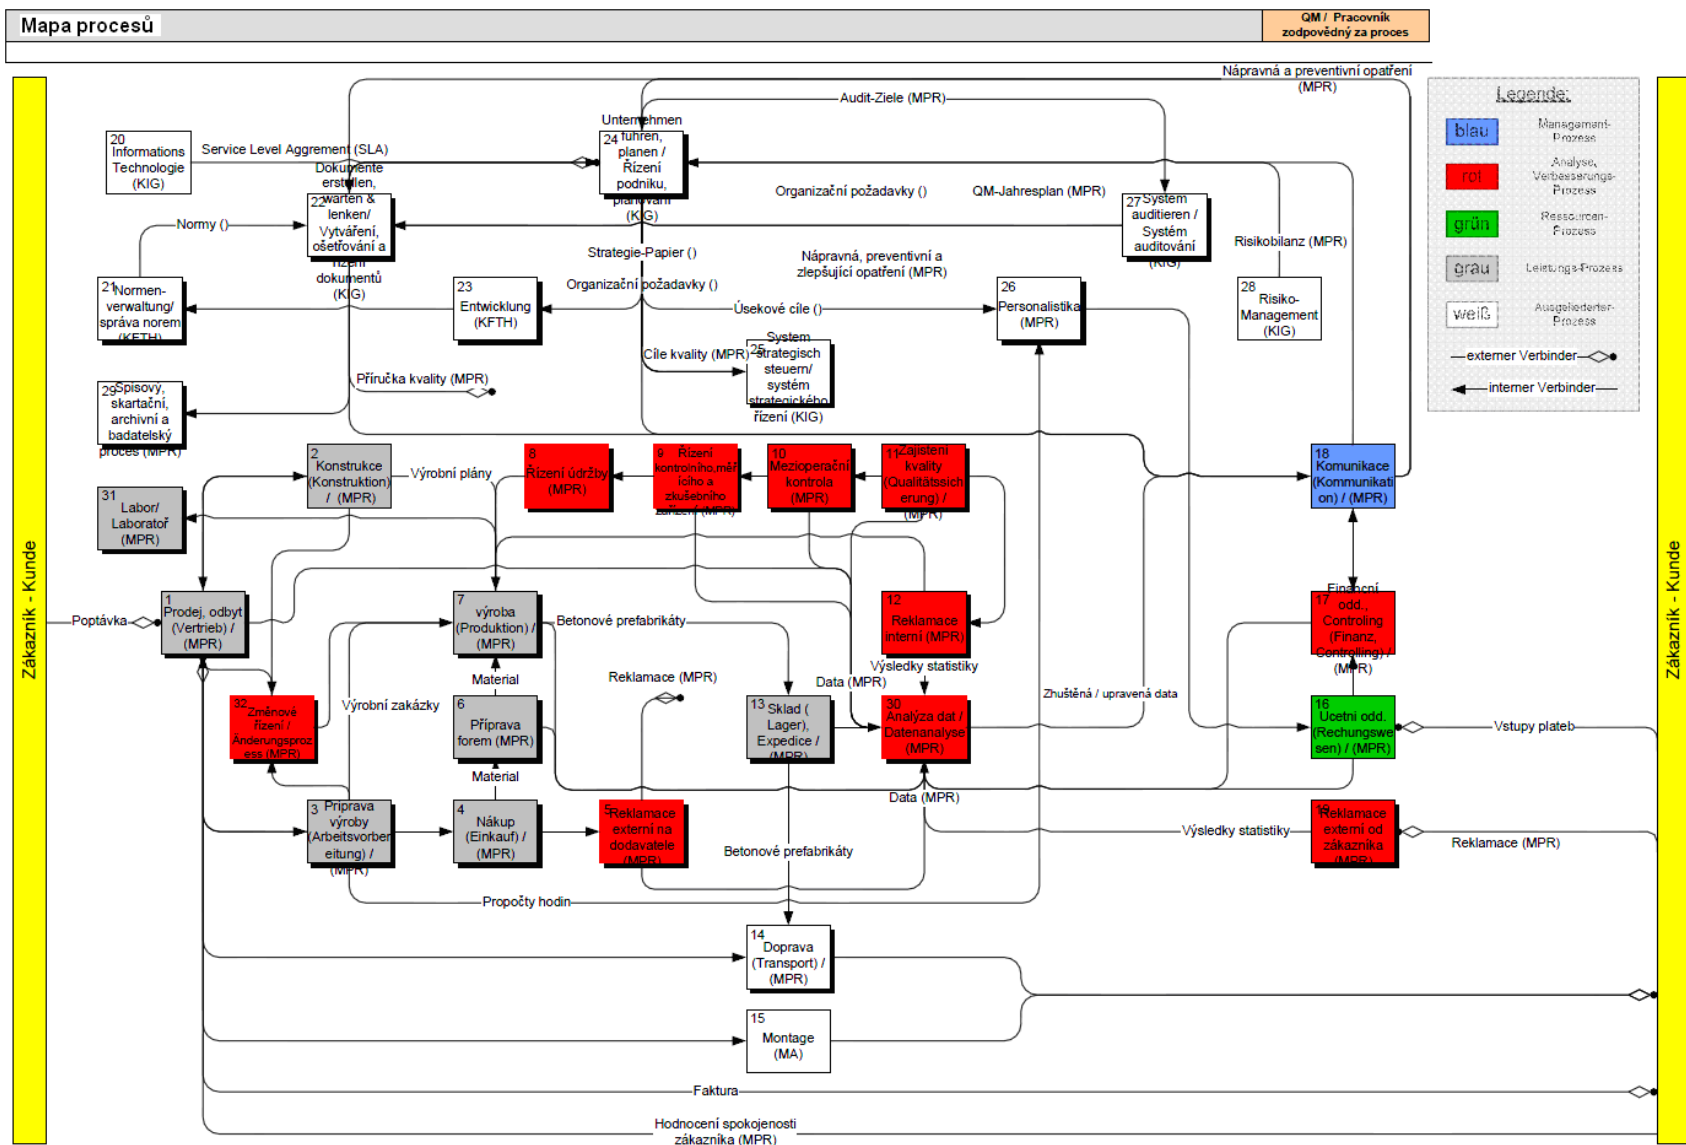 Mapa procesů
QM / Pracovník
zodpovědný za proces
Zákazník - Kunde
Zákazník - Kunde
Nápravná a preventivní opatření
(MPR)
Audit-Ziele (MPR)
Legende:
blau
Management-
Prozess
rot
Analyse,
Verbesserungs-
Prozess
grün
Ressourcen-
Prozess
grau
Leistungs-Prozess
weiß
Ausgegliederter-
Prozess
externer Verbinder
interner Verbinder
20
Informations
Technologie
(KIG)
Service Level Aggrement (SLA)
24
Unternehmen
führen,
planen /
Řízení
podniku,
plánování
(KIG)
22
Dokumente
erstellen,
warten &
lenken/
Vytváření,
ošetřování a
řízení
dokumentů
(KIG)
Organizační požadavky ()
QM-Jahresplan (MPR)
27
System
auditieren /
Systém
auditování
(KIG)
Normy ()
Strategie-Papier ()
Nápravná, preventivní a
zlepšující opatření (MPR)
Risikobilanz (MPR)
Organizační požadavky ()
21
Normen-
verwaltung/
správa norem
(KFTH)
23
Entwicklung
(KFTH)
Úsekové cíle ()
26
Personalistika
(MPR)
28
Risiko-
Management
(KIG)
Cíle kvality (MPR)
25
System
strategisch
steuern/
systém
strategického
řízení (KIG)
Příručka kvality (MPR)
29
Spisový,
skartační,
archivní a
badatelský
proces (MPR)
2
Konstrukce
(Konstruktion)
/ (MPR)
Výrobní plány
8
Řízení údržby
(MPR)
9
Řízení
kontrolního,měř
ícího a
zkušebního
zařízení (MPR)
10
Mezioperační
kontrola
(MPR)
11
Zajištění
kvality
(Qualitätssich
erung) /
(MPR)
18
Komunikace
(Kommunikati
on) / (MPR)
31
Labor/
Laboratoř
(MPR)
Poptávka
1
Prodej, odbyt
(Vertrieb) /
(MPR)
7
výroba
(Produktion) /
(MPR)
Betonové prefabrikáty
12
Reklamace
interní (MPR)
17
Financní
odd.,
Controling
(Finanz,
Controlling) /
(MPR)
Výsledky statistiky
Material
Reklamace (MPR)
Data (MPR)
Zhuštěná / upravená data
32
Změnové
řízení /
Änderungsproz
ess (MPR)
Výrobní zakázky
6
Příprava
forem (MPR)
13
Sklad (
Lager),
Expedice /
(MPR)
30
Analýza dat /
Datenanalyse
(MPR)
16
Ucetni odd.
(Rechungswe
sen) / (MPR)
Vstupy plateb
Material
Data (MPR)
3
Príprava
výroby
(Arbeitsvorber
eitung) /
(MPR)
4
Nákup
(Einkauf) /
(MPR)
5
Reklamace
externí na
dodavatele
(MPR)
Betonové prefabrikáty
Výsledky statistiky
19
Reklamace
externí od
zákazníka
(MPR)
Reklamace (MPR)
Propočty hodin
14
Doprava
(Transport) /
(MPR)
15
Montage
(MA)
Faktura
Hodnocení spokojenosti
zákazníka (MPR)